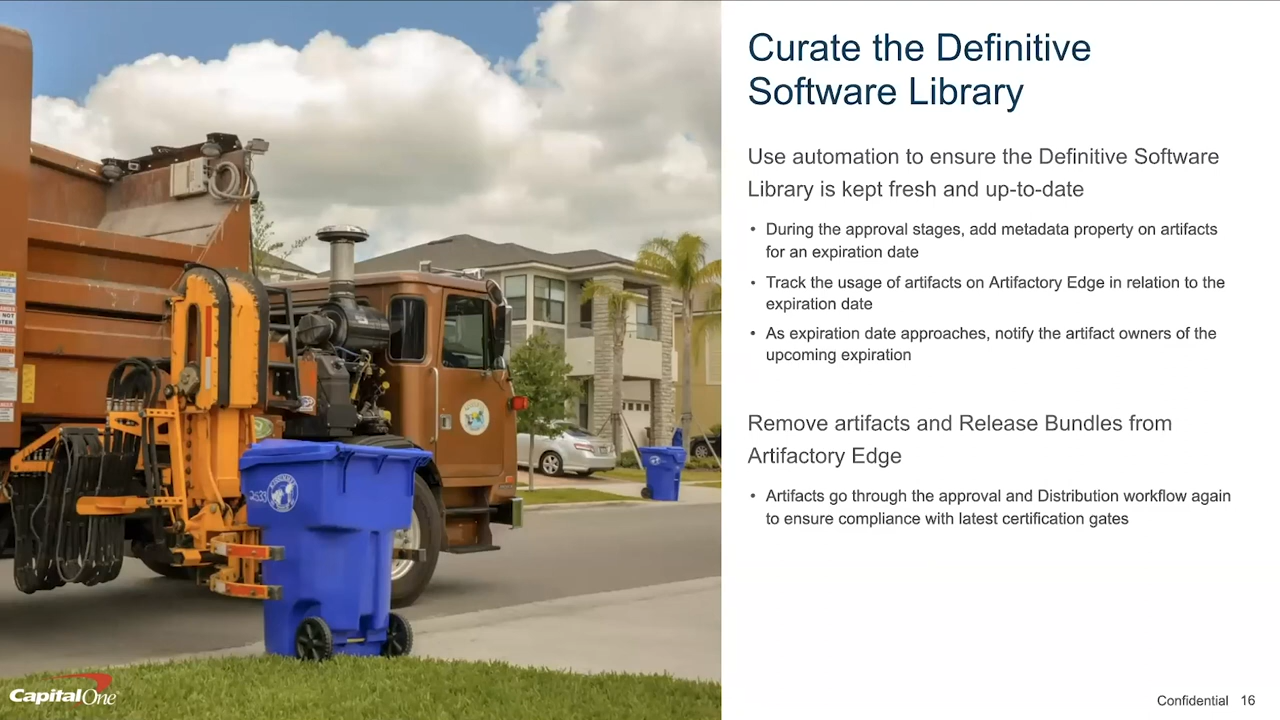 Curate the Definitive
Software Library
Use automation to ensure the Definitive Software
Library is kept fresh and up-to-date
• During the approval stages, add metadata property on artifacts
for an expiration date
• Track the usage of artifacts on Artifactory Edge in relation to the
expiration date
• As expiration date approaches, notify the artifact owners of the
upcoming expiration
Remove artifacts and Release Bundles from
Artifactory Edge
• Artifacts go through the approval and Distribution workflow again
to ensure compliance with latest certification gates
2533
NOT
Capital One
Confidential 16